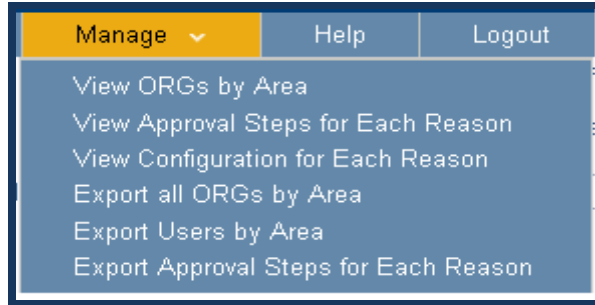 Manage Help Logout
View ORGs by Area
View Approval Steps for Each Reason
View Configuration for Each Reason
Export all ORGs by Area
Export Users by Area
Export Approval Steps for Each Reason